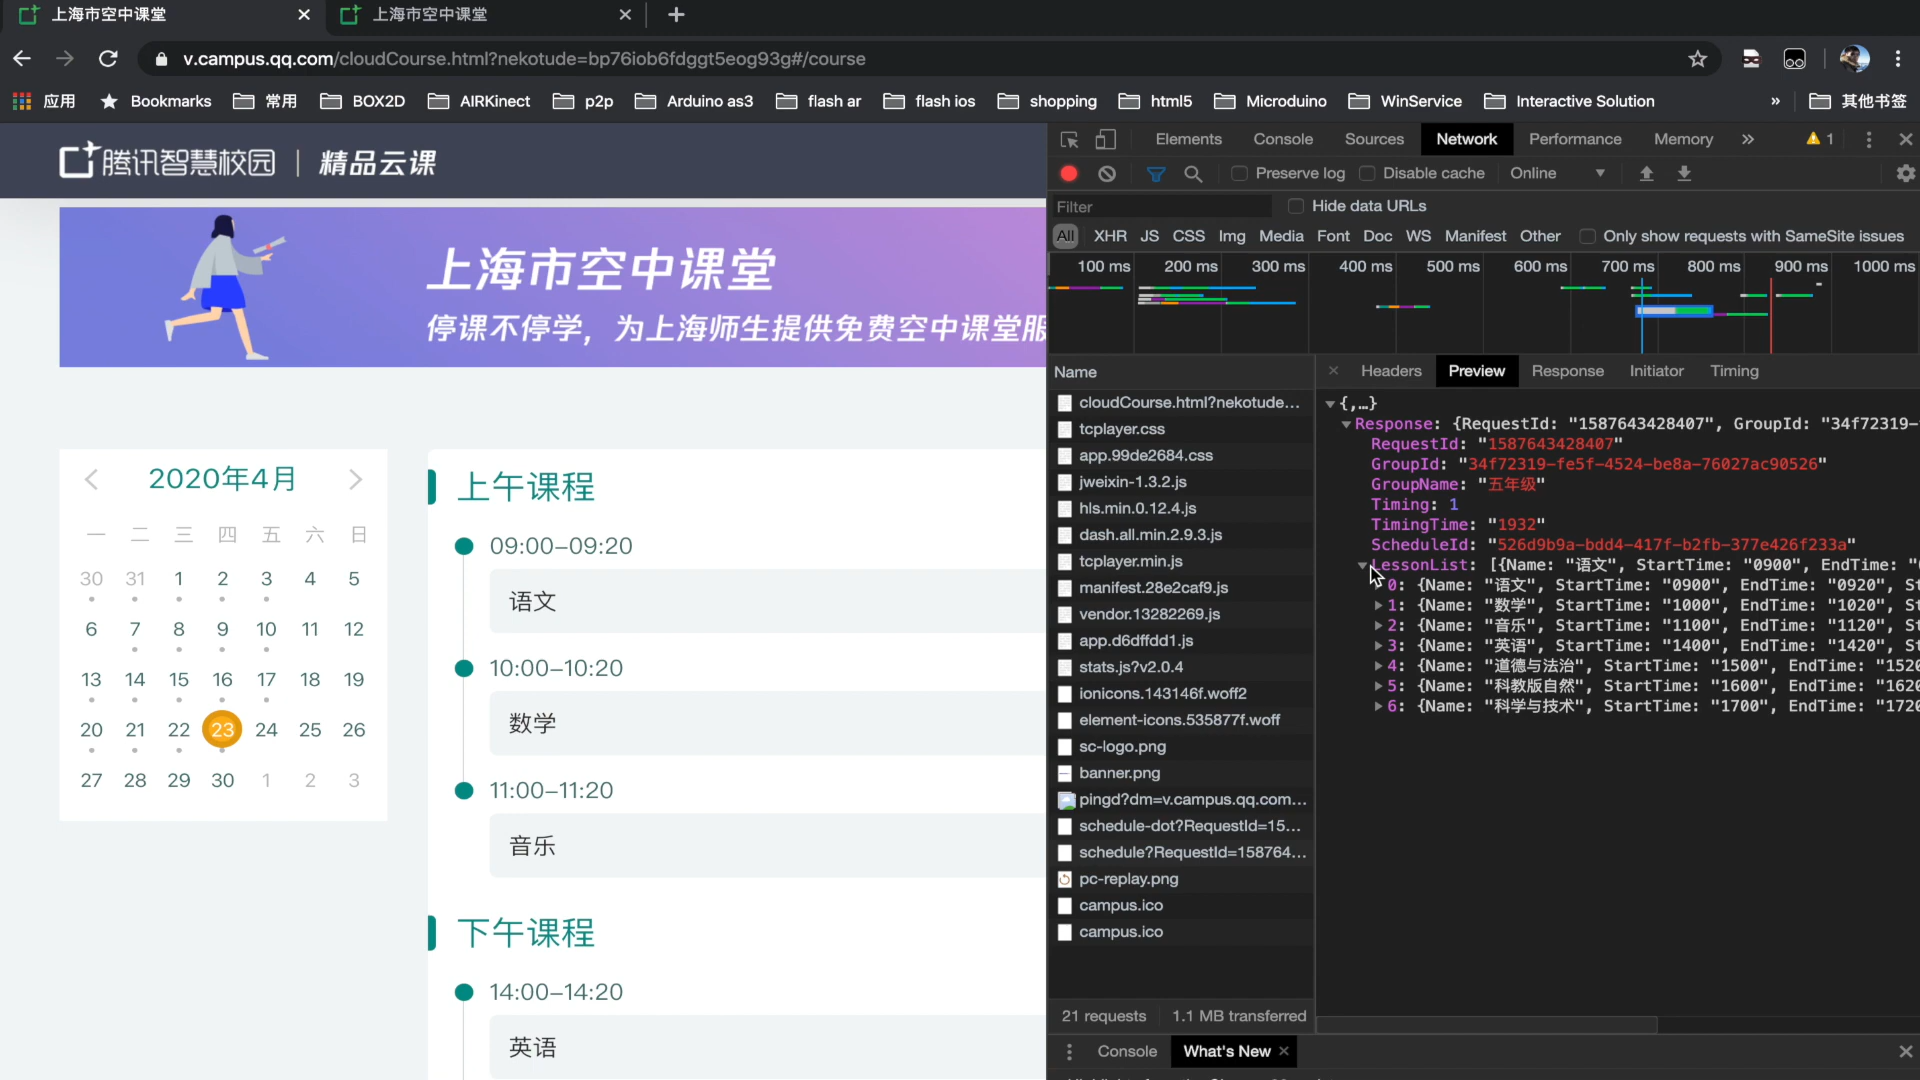 上海市空中课堂
上海市空中课堂
v.campus.qq.com/cloudCourse.html?nekotude=bp76iob6fdggt5eog93g#/course
应用 Bookmarks 常用 BOX2D AIRKinect p2p Arduino as3 flash ar flash ios shopping html5 Microduino WinService Interactive Solution » 其他书签
腾讯智慧校园 | 精品云课
上海市空中课堂
停课不停学，为上海师生提供免费空中课堂服
2020年4月
一 二 三 四 五 六 日
30 31 1 2 3 4 5
6 7 8 9 10 11 12
13 14 15 16 17 18 19
20 21 22 23 24 25 26
27 28 29 30 1 2 3
上午课程
09:00–09:20
语文
10:00–10:20
数学
11:00–11:20
音乐
下午课程
14:00–14:20
英语
Elements Console Sources Network Performance Memory » 1
Preserve log Disable cache Online
Filter Hide data URLs
All XHR JS CSS Img Media Font Doc WS Manifest Other Only show requests with SameSite issues
100 ms 200 ms 300 ms 400 ms 500 ms 600 ms 700 ms 800 ms 900 ms 1000 ms
Name
cloudCourse.html?nekotude...
tcplayer.css
app.99de2684.css
jweixin-1.3.2.js
hls.min.0.12.4.js
dash.all.min.2.9.3.js
tcplayer.min.js
manifest.28e2caf9.js
vendor.13282269.js
app.d6dffdd1.js
stats.js?v2.0.4
ionicons.143146f.woff2
element-icons.535877f.woff
sc-logo.png
banner.png
pingd?dm=v.campus.qq.com...
schedule-dot?RequestId=15...
schedule?RequestId=158764...
pc-replay.png
campus.ico
campus.ico
21 requests 1.1 MB transferred
Headers Preview Response Initiator Timing
{,…}
Response: {RequestId: "1587643428407", GroupId: "34f72319-
RequestId: "1587643428407"
GroupId: "34f72319-fe5f-4524-be8a-76027ac90526"
GroupName: "五年级"
Timing: 1
TimingTime: "1932"
ScheduleId: "526d9b9a-bdd4-417f-b2fb-377e426f233a"
LessonList: [{Name: "语文", StartTime: "0900", EndTime: "
0: {Name: "语文", StartTime: "0900", EndTime: "0920", St
1: {Name: "数学", StartTime: "1000", EndTime: "1020", St
2: {Name: "音乐", StartTime: "1100", EndTime: "1120", St
3: {Name: "英语", StartTime: "1400", EndTime: "1420", St
4: {Name: "道德与法治", StartTime: "1500", EndTime: "1520
5: {Name: "科教版自然", StartTime: "1600", EndTime: "1620
6: {Name: "科学与技术", StartTime: "1700", EndTime: "1720
Console What's New